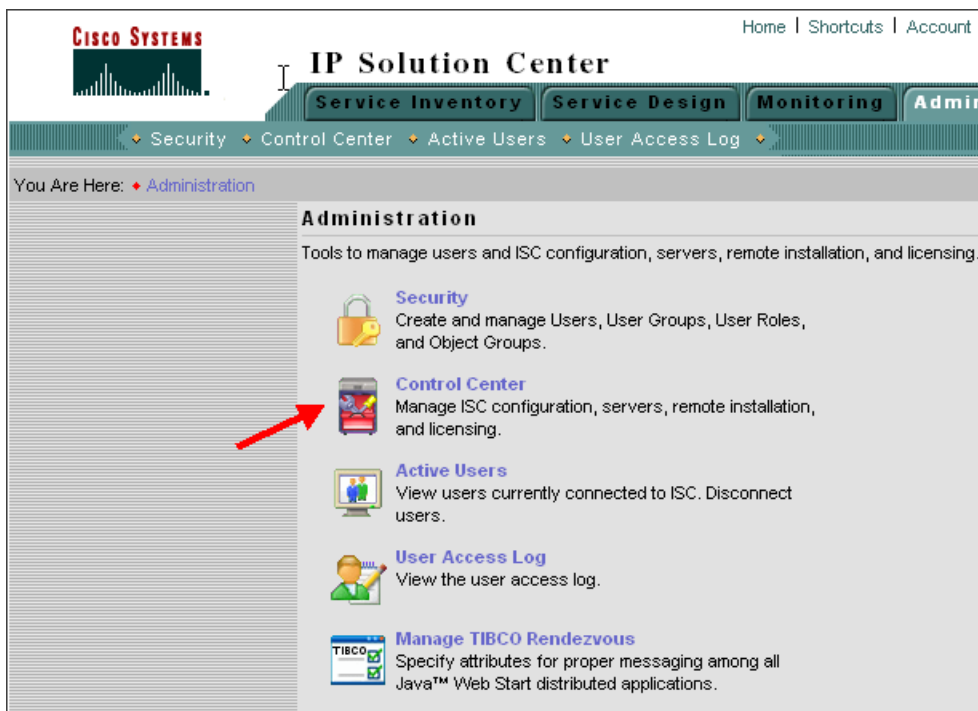 CISCO SYSTEMS
Home | Shortcuts | Account
IP Solution Center
Service Inventory Service Design Monitoring Admin
Security Control Center Active Users User Access Log
You Are Here: Administration
Administration
Tools to manage users and ISC configuration, servers, remote installation, and licensing.
Security
Create and manage Users, User Groups, User Roles,
and Object Groups.
Control Center
Manage ISC configuration, servers, remote installation,
and licensing.
Active Users
View users currently connected to ISC. Disconnect
users.
User Access Log
View the user access log.
TIBCO
Manage TIBCO Rendezvous
Specify attributes for proper messaging among all
Java™ Web Start distributed applications.